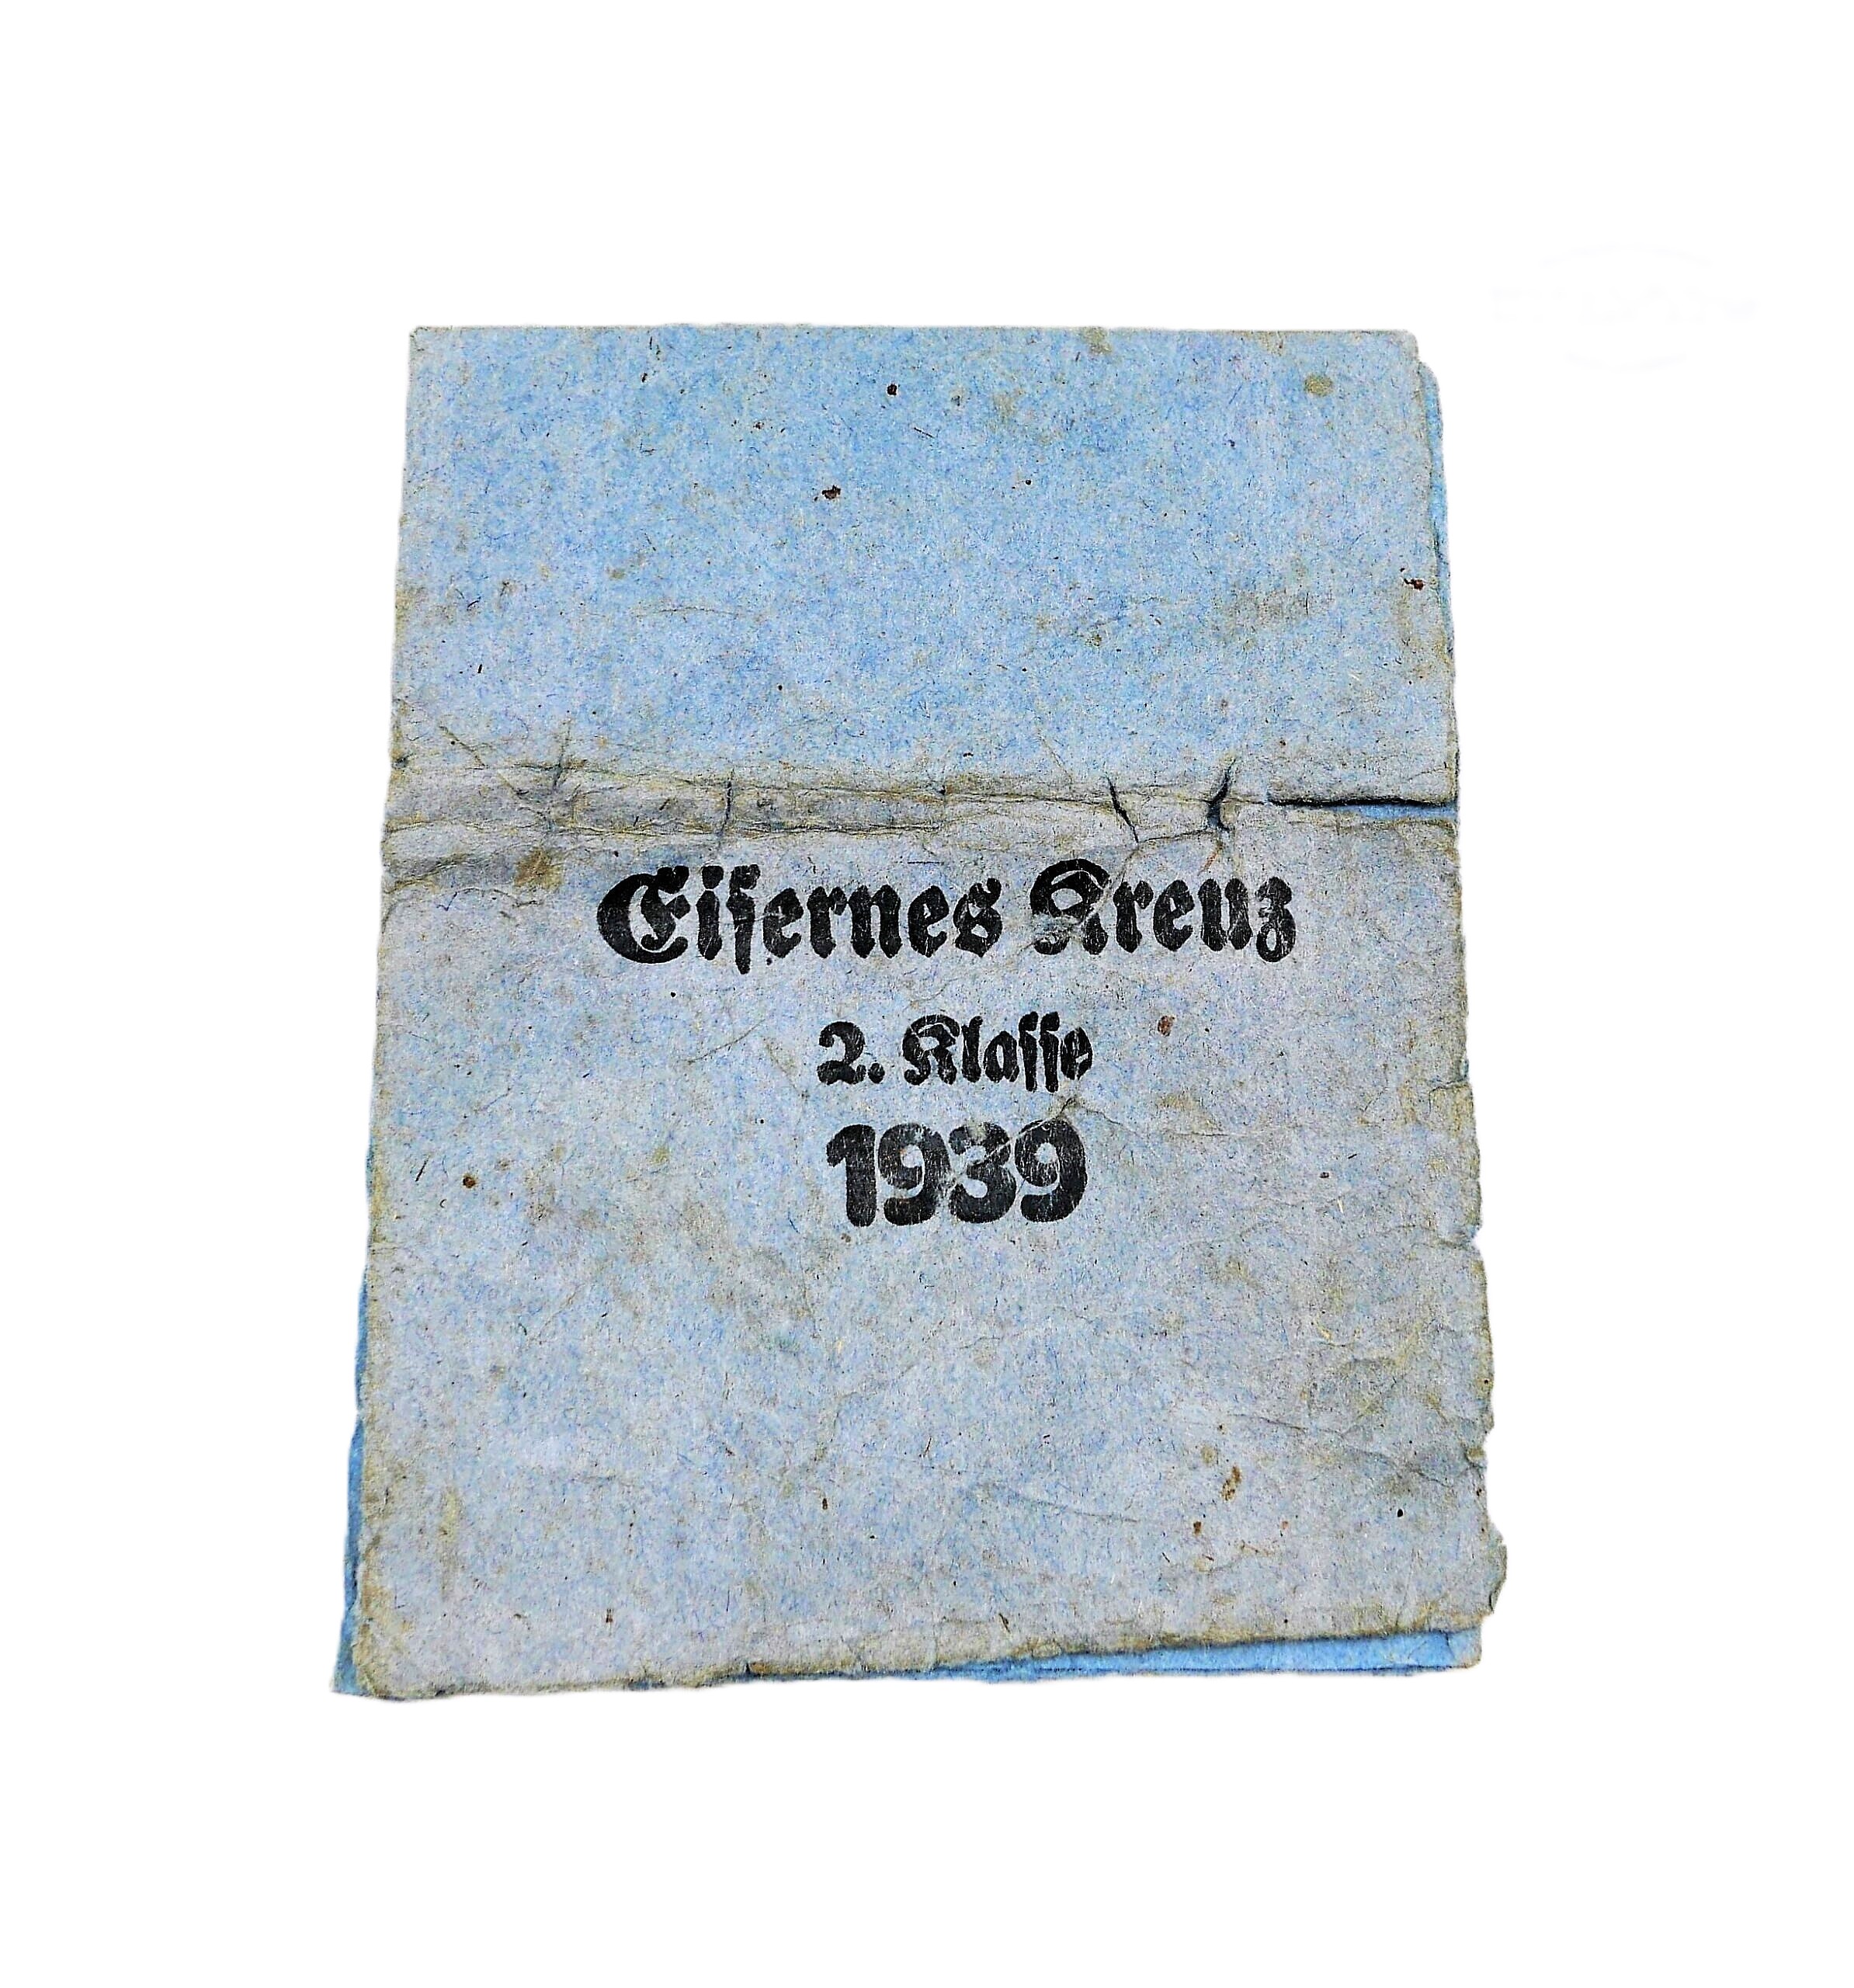 Eiſernes Kreuz
2. Klaſſe
1939